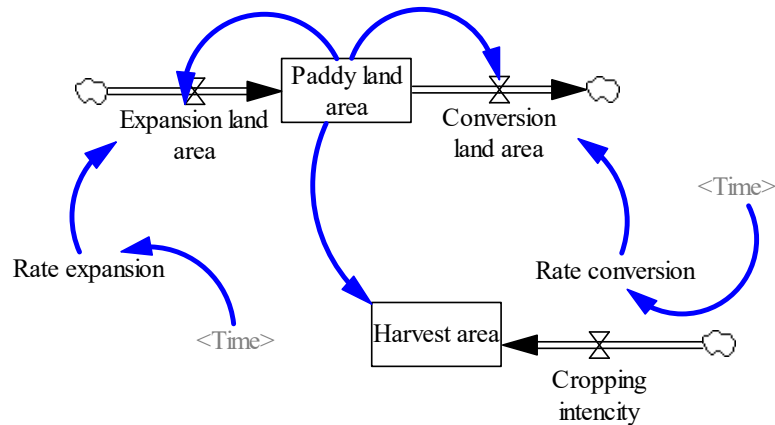 Paddy land
area
Expansion land
area
Conversion
land area
<Time>
Rate expansion
Rate conversion
<Time>
Harvest area
Cropping
intencity